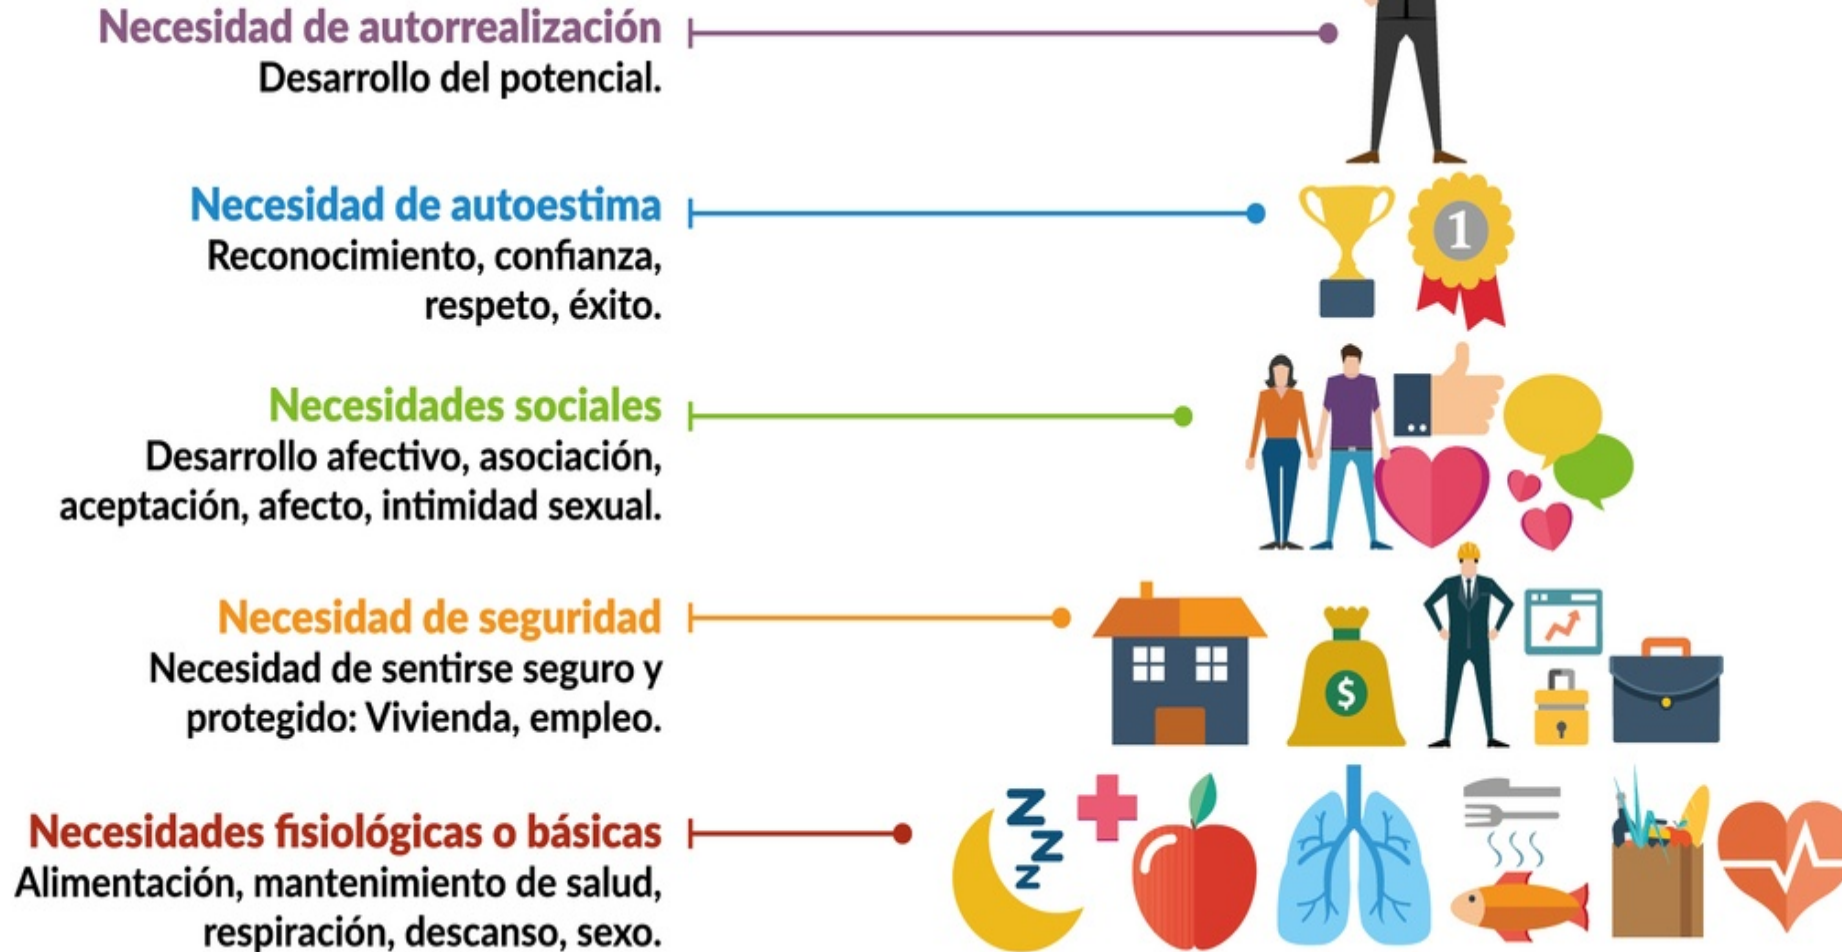 Necesidad de autorrealización
Desarrollo del potencial.
Necesidad de autoestima
Reconocimiento, confianza,
respeto, éxito.
1
Necesidades sociales
Desarrollo afectivo, asociación,
aceptación, afecto, intimidad sexual.
Necesidad de seguridad
Necesidad de sentirse seguro y
protegido: Vivienda, empleo.
$
Necesidades fisiológicas o básicas
Alimentación, mantenimiento de salud,
respiración, descanso, sexo.
Z
Z
Z